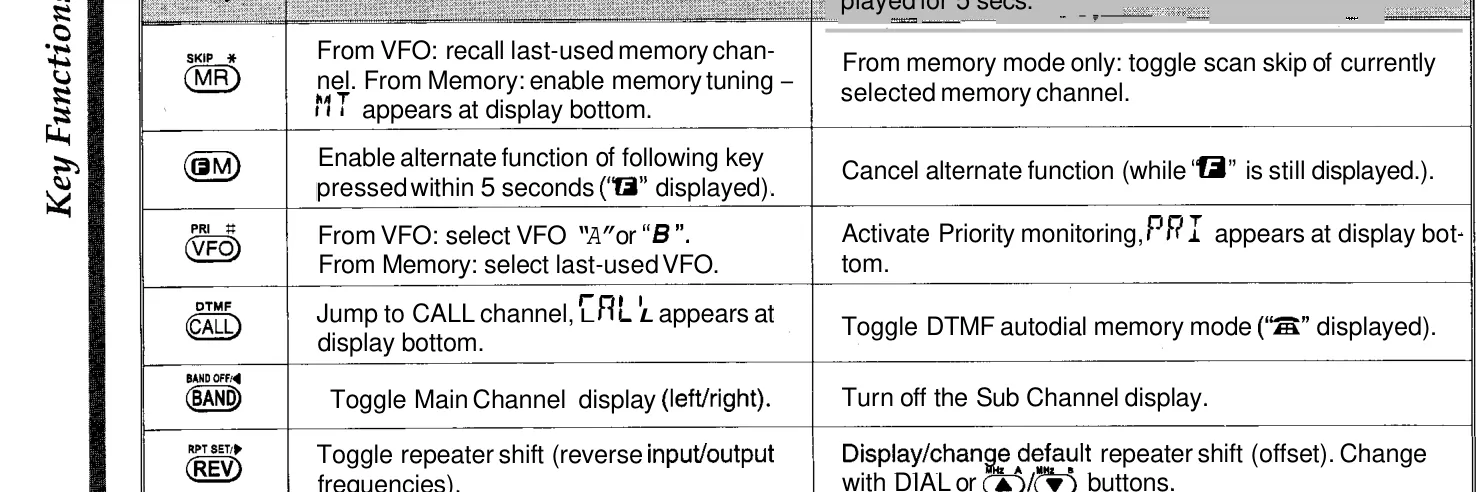 Key Functions
played for 5 secs.
SKIP *
MR
From VFO: recall last-used memory chan-
nel. From Memory: enable memory tuning –
MT appears at display bottom.
From memory mode only: toggle scan skip of currently
selected memory channel.
FM
Enable alternate function of following key
pressed within 5 seconds (“F” displayed).
Cancel alternate function (while “F” is still displayed.).
PRI #
VFO
From VFO: select VFO "A" or “B”.
From Memory: select last-used VFO.
Activate Priority monitoring, PRI appears at display bot-
tom.
DTMF
CALL
Jump to CALL channel, CALL appears at
display bottom.
Toggle DTMF autodial memory mode (“☎” displayed).
BAND OFF/◀
BAND
Toggle Main Channel display (left/right).
Turn off the Sub Channel display.
RPT SET/▶
REV
Toggle repeater shift (reverse input/output
frequencies).
Display/change default repeater shift (offset). Change
MHz A MHz B
with DIAL or (▲)/(▼) buttons.